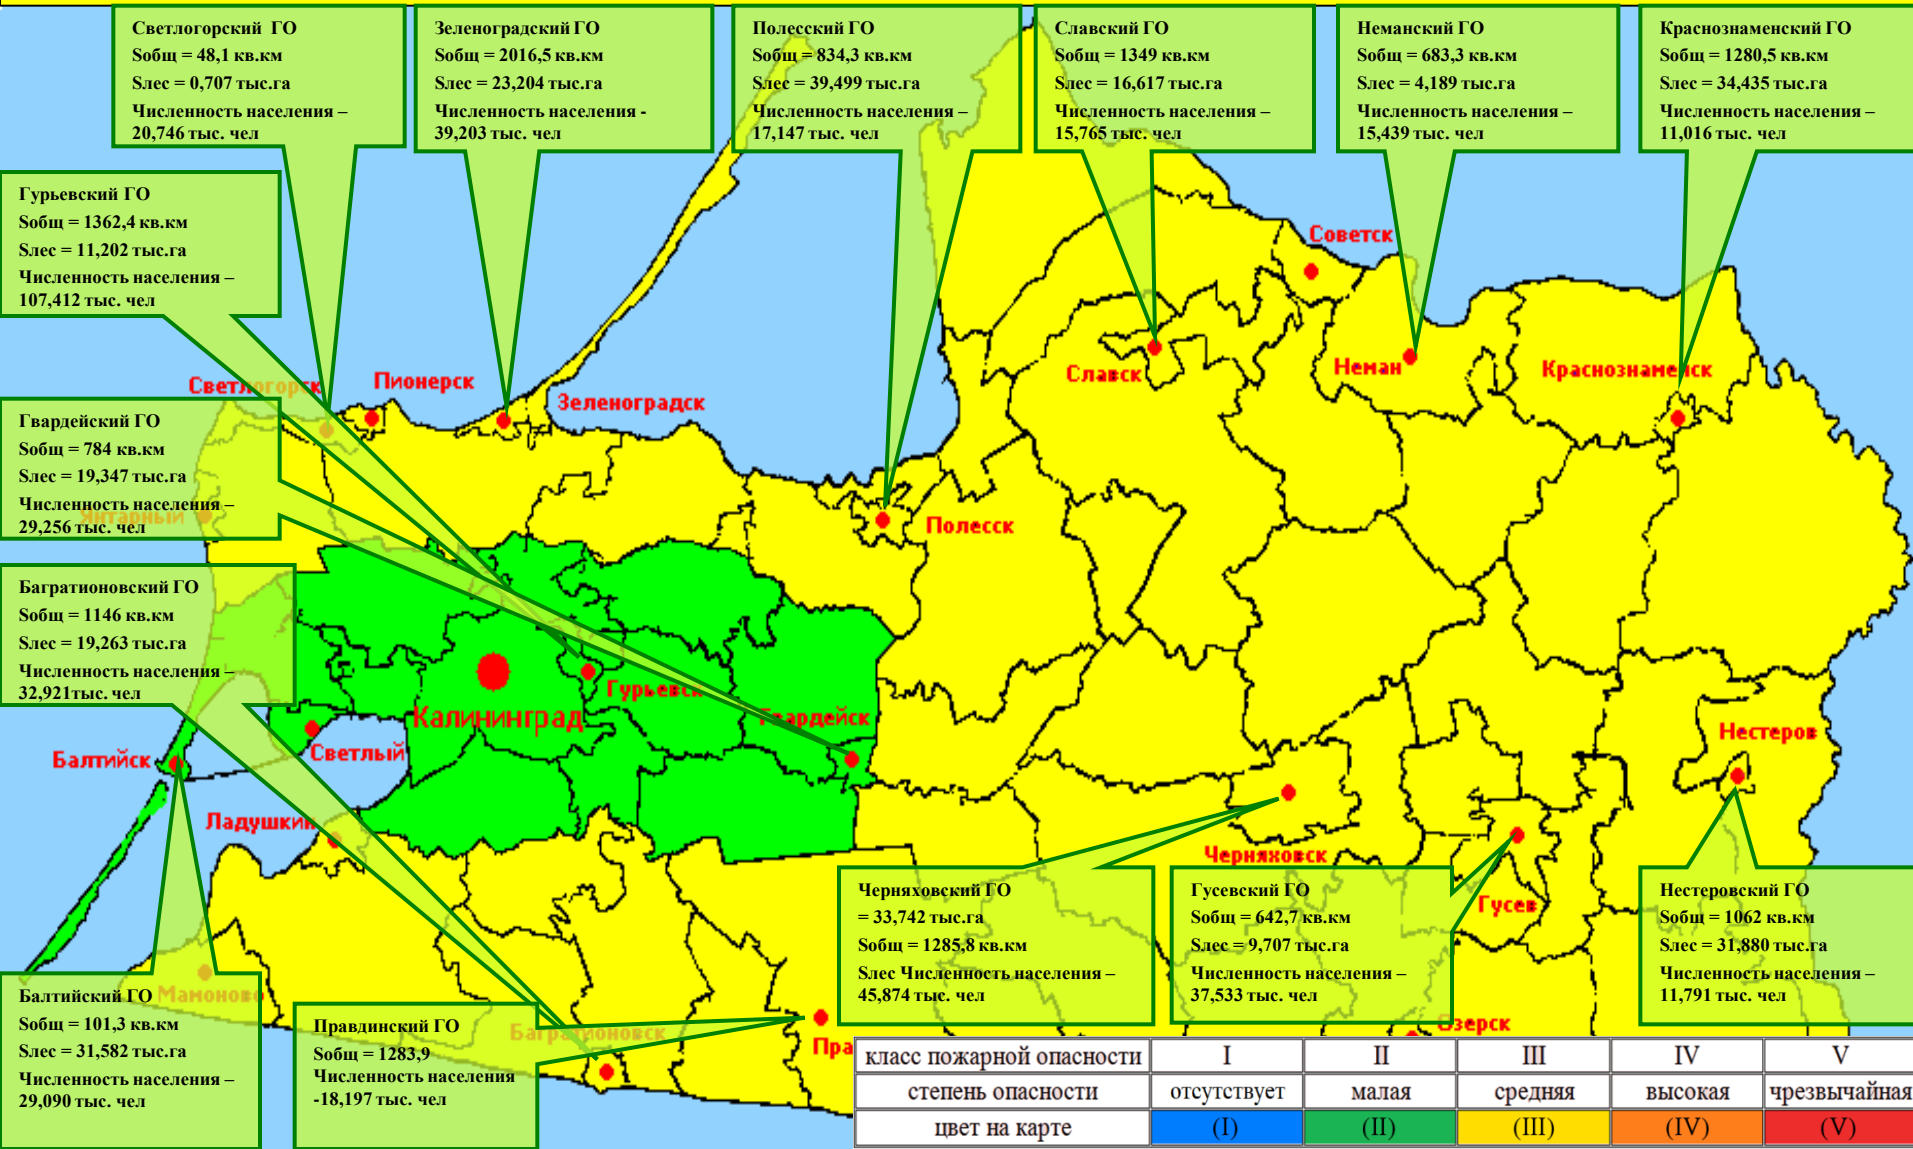 Светлогорский ГО
Sобщ = 48,1 кв.км
Sлес = 0,707 тыс.га
Численность населения –
20,746 тыс. чел
Зеленоградский ГО
Sобщ = 2016,5 кв.км
Sлес = 23,204 тыс.га
Численность населения -
39,203 тыс. чел
Полесский ГО
Sобщ = 834,3 кв.км
Sлес = 39,499 тыс.га
Численность населения –
17,147 тыс. чел
Славский ГО
Sобщ = 1349 кв.км
Sлес = 16,617 тыс.га
Численность населения –
15,765 тыс. чел
Неманский ГО
Sобщ = 683,3 кв.км
Sлес = 4,189 тыс.га
Численность населения –
15,439 тыс. чел
Краснознаменский ГО
Sобщ = 1280,5 кв.км
Sлес = 34,435 тыс.га
Численность населения –
11,016 тыс. чел
Гурьевский ГО
Sобщ = 1362,4 кв.км
Sлес = 11,202 тыс.га
Численность населения –
107,412 тыс. чел
Советск
Славск
Неман
Краснознаменск
Светлогорск
Пионерск
Зеленоградск
Гвардейский ГО
Sобщ = 784 кв.км
Sлес = 19,347 тыс.га
Численность населения –
29,256 тыс. чел
Янтарный
Полесск
Багратионовский ГО
Sобщ = 1146 кв.км
Sлес = 19,263 тыс.га
Численность населения –
32,921тыс. чел
Гурьевск
Калининград
Гвардейск
Нестеров
Балтийск
Светлый
Ладушкин
Черняховск
Гусев
Черняховский ГО
= 33,742 тыс.га
Sобщ = 1285,8 кв.км
Sлес Численность населения –
45,874 тыс. чел
Гусевский ГО
Sобщ = 642,7 кв.км
Sлес = 9,707 тыс.га
Численность населения –
37,533 тыс. чел
Нестеровский ГО
Sобщ = 1062 кв.км
Sлес = 31,880 тыс.га
Численность населения –
11,791 тыс. чел
Мамоново
Балтийский ГО
Sобщ = 101,3 кв.км
Sлес = 31,582 тыс.га
Численность населения –
29,090 тыс. чел
Правдинский ГО
Sобщ = 1283,9
Численность населения
-18,197 тыс. чел
Багратионовск
Озерск
Пра
класс пожарной опасности I II III IV V
степень опасности отсутствует малая средняя высокая чрезвычайная
цвет на карте (I) (II) (III) (IV) (V)